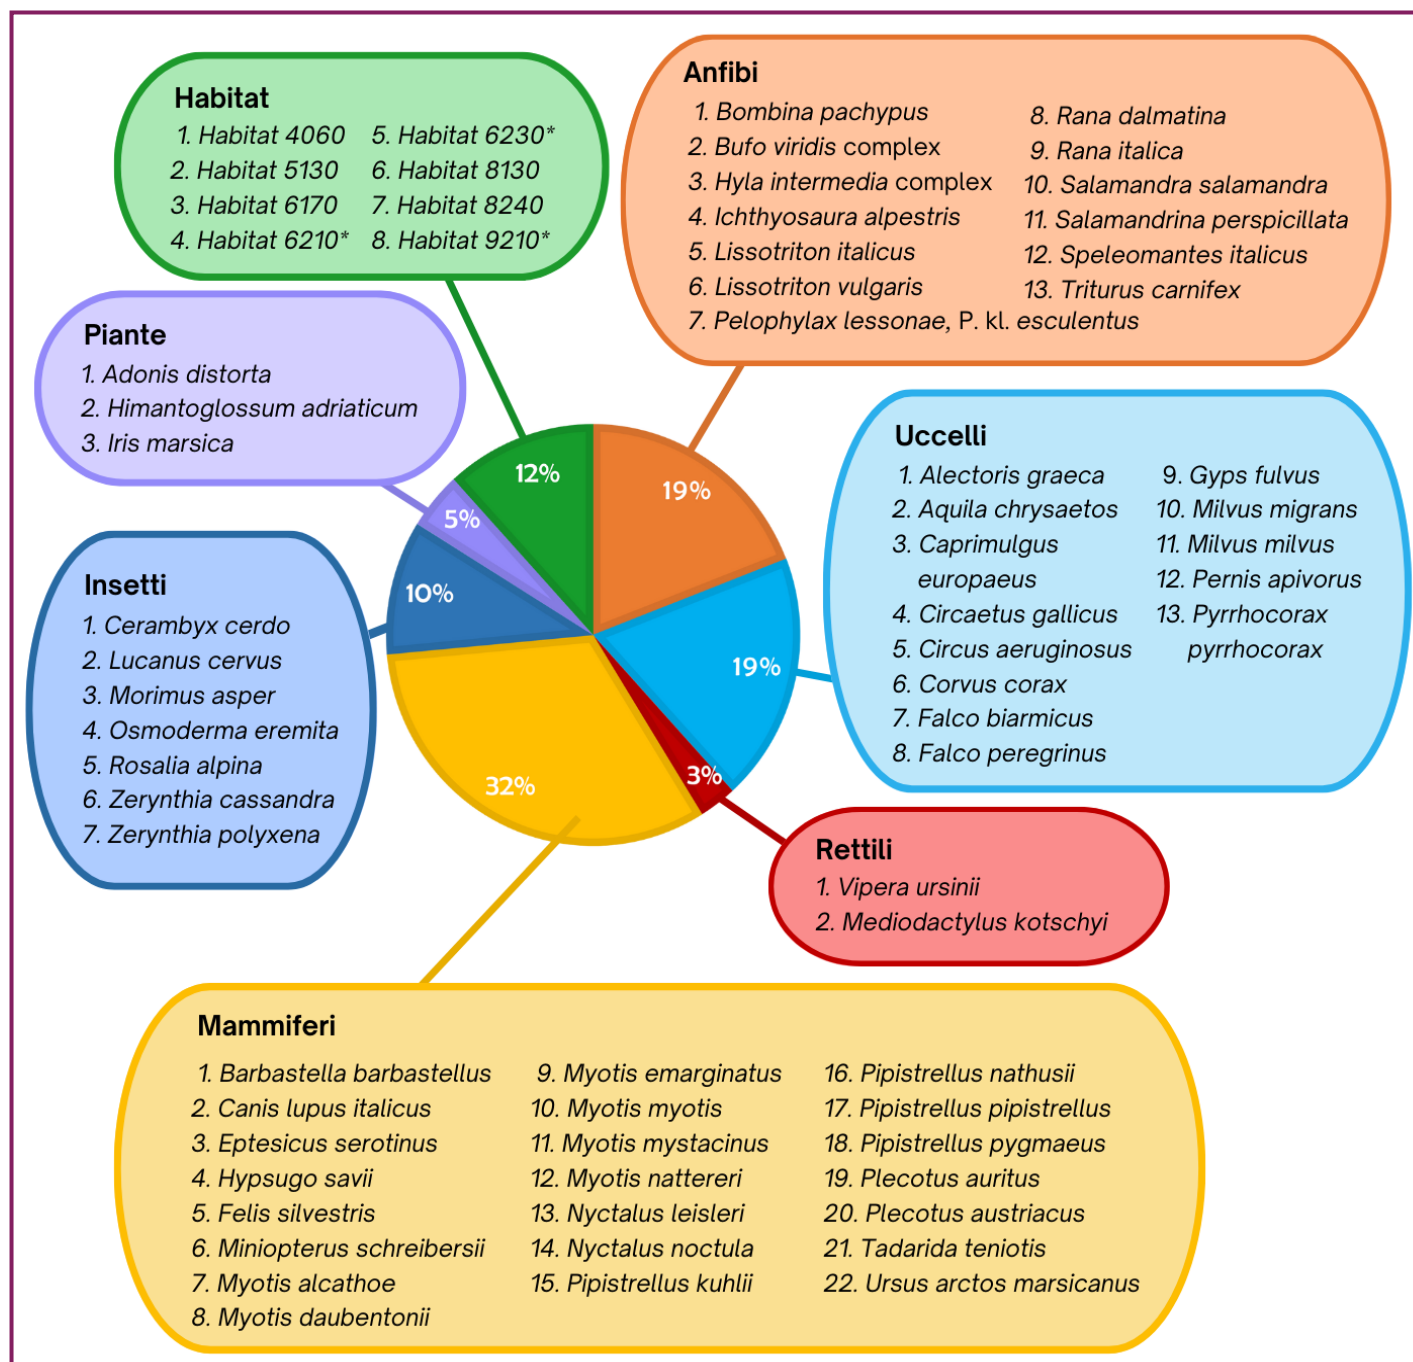 Habitat
1. Habitat 4060
2. Habitat 5130
3. Habitat 6170
4. Habitat 6210*
5. Habitat 6230*
6. Habitat 8130
7. Habitat 8240
8. Habitat 9210*
Anfibi
1. Bombina pachypus
2. Bufo viridis complex
3. Hyla intermedia complex
4. Ichthyosaura alpestris
5. Lissotriton italicus
6. Lissotriton vulgaris
7. Pelophylax lessonae, P. kl. esculentus
8. Rana dalmatina
9. Rana italica
10. Salamandra salamandra
11. Salamandrina perspicillata
12. Speleomantes italicus
13. Triturus carnifex
Piante
1. Adonis distorta
2. Himantoglossum adriaticum
3. Iris marsica
Uccelli
1. Alectoris graeca
2. Aquila chrysaetos
3. Caprimulgus
europaeus
4. Circaetus gallicus
5. Circus aeruginosus
6. Corvus corax
7. Falco biarmicus
8. Falco peregrinus
9. Gyps fulvus
10. Milvus migrans
11. Milvus milvus
12. Pernis apivorus
13. Pyrrhocorax
pyrrhocorax
12%
19%
5%
10%
19%
32%
3%
Insetti
1. Cerambyx cerdo
2. Lucanus cervus
3. Morimus asper
4. Osmoderma eremita
5. Rosalia alpina
6. Zerynthia cassandra
7. Zerynthia polyxena
Rettili
1. Vipera ursinii
2. Mediodactylus kotschyi
Mammiferi
1. Barbastella barbastellus
2. Canis lupus italicus
3. Eptesicus serotinus
4. Hypsugo savii
5. Felis silvestris
6. Miniopterus schreibersii
7. Myotis alcathoe
8. Myotis daubentonii
9. Myotis emarginatus
10. Myotis myotis
11. Myotis mystacinus
12. Myotis nattereri
13. Nyctalus leisleri
14. Nyctalus noctula
15. Pipistrellus kuhlii
16. Pipistrellus nathusii
17. Pipistrellus pipistrellus
18. Pipistrellus pygmaeus
19. Plecotus auritus
20. Plecotus austriacus
21. Tadarida teniotis
22. Ursus arctos marsicanus